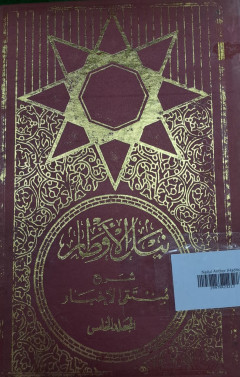 نيل الأوطار
شرح
منتقى الأخبار
المجلد الخامس